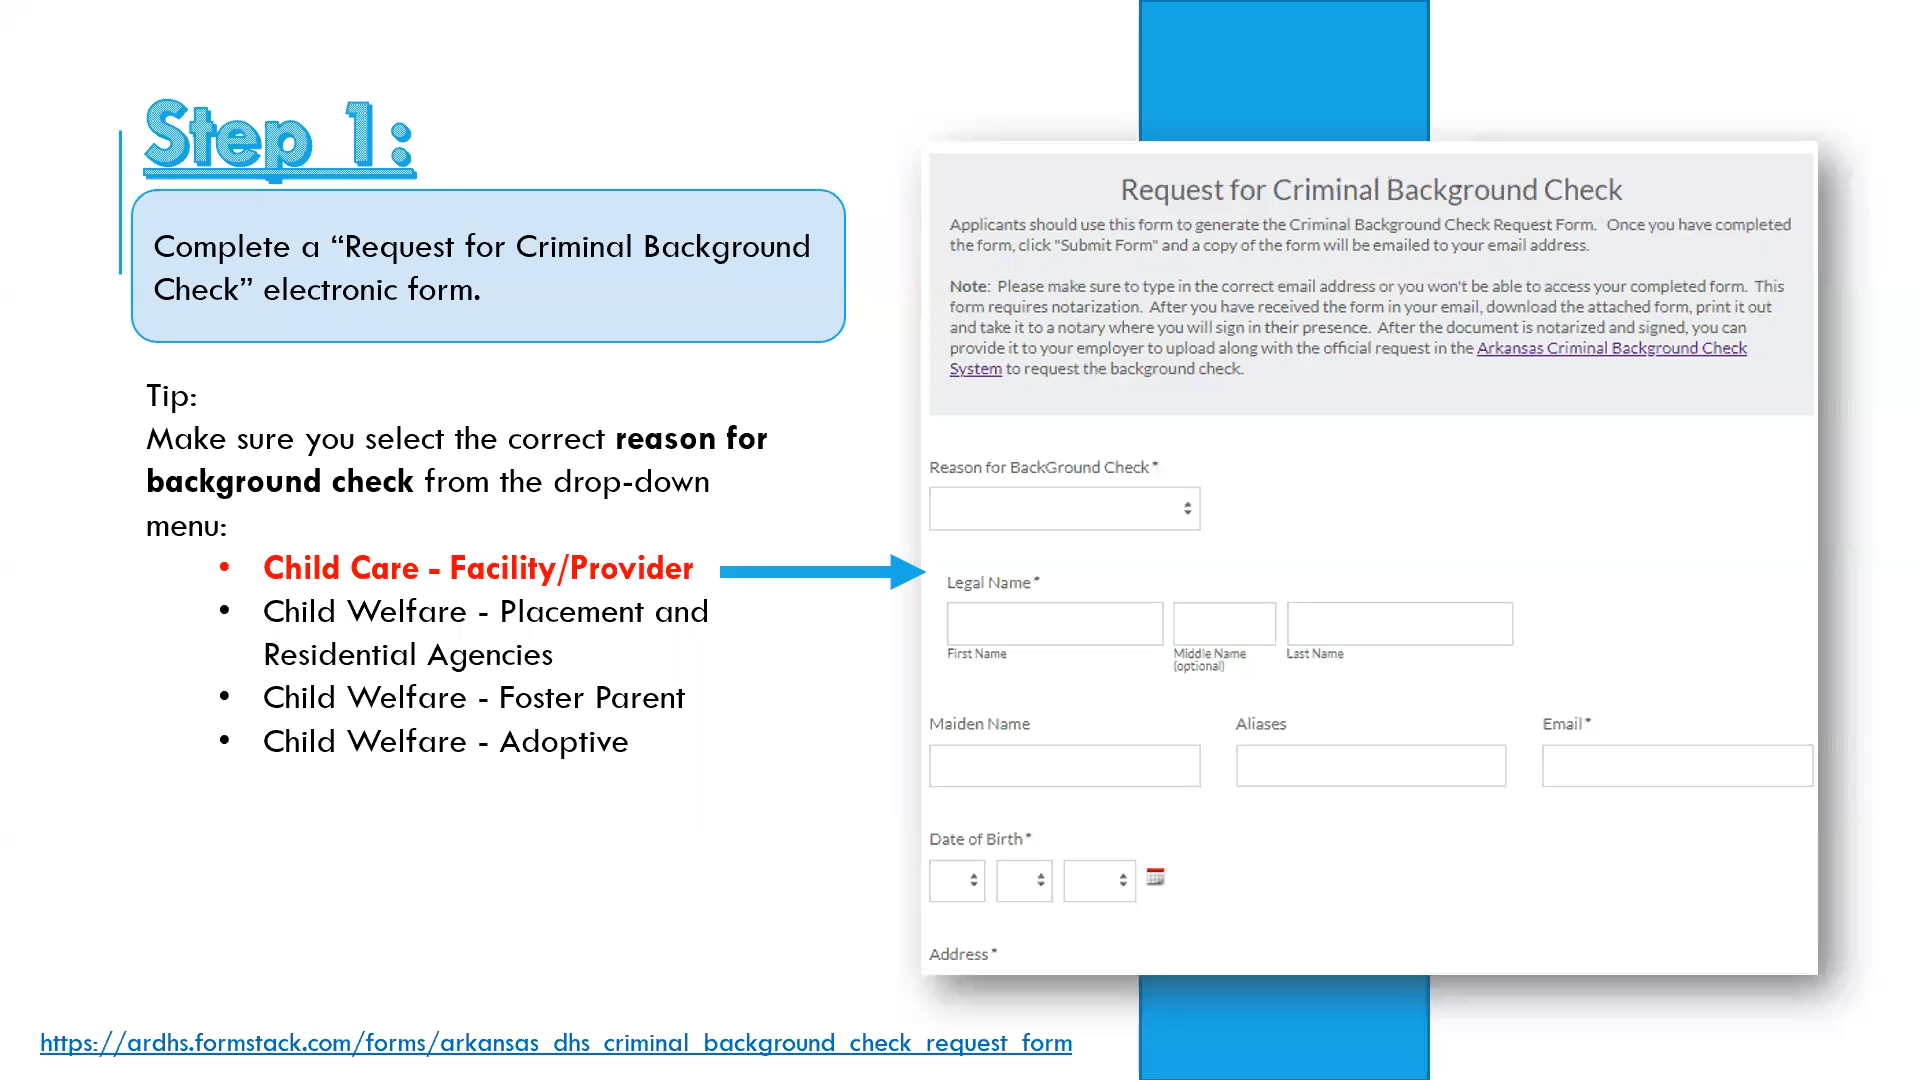 Step 1:
Complete a “Request for Criminal Background
Check” electronic form.
Tip:
Make sure you select the correct reason for
background check from the drop-down
menu:
• Child Care - Facility/Provider
• Child Welfare - Placement and
Residential Agencies
• Child Welfare - Foster Parent
• Child Welfare - Adoptive
https://ardhs.formstack.com/forms/arkansas_dhs_criminal_background_check_request_form
Request for Criminal Background Check
Applicants should use this form to generate the Criminal Background Check Request Form. Once you have completed
the form, click "Submit Form" and a copy of the form will be emailed to your email address.
Note: Please make sure to type in the correct email address or you won't be able to access your completed form. This
form requires notarization. After you have received the form in your email, download the attached form, print it out
and take it to a notary where you will sign in their presence. After the document is notarized and signed, you can
provide it to your employer to upload along with the official request in the Arkansas Criminal Background Check
System to request the background check.
Reason for BackGround Check*
Legal Name*
First Name
Middle Name
(optional)
Last Name
Maiden Name
Aliases
Email*
Date of Birth*
Address*